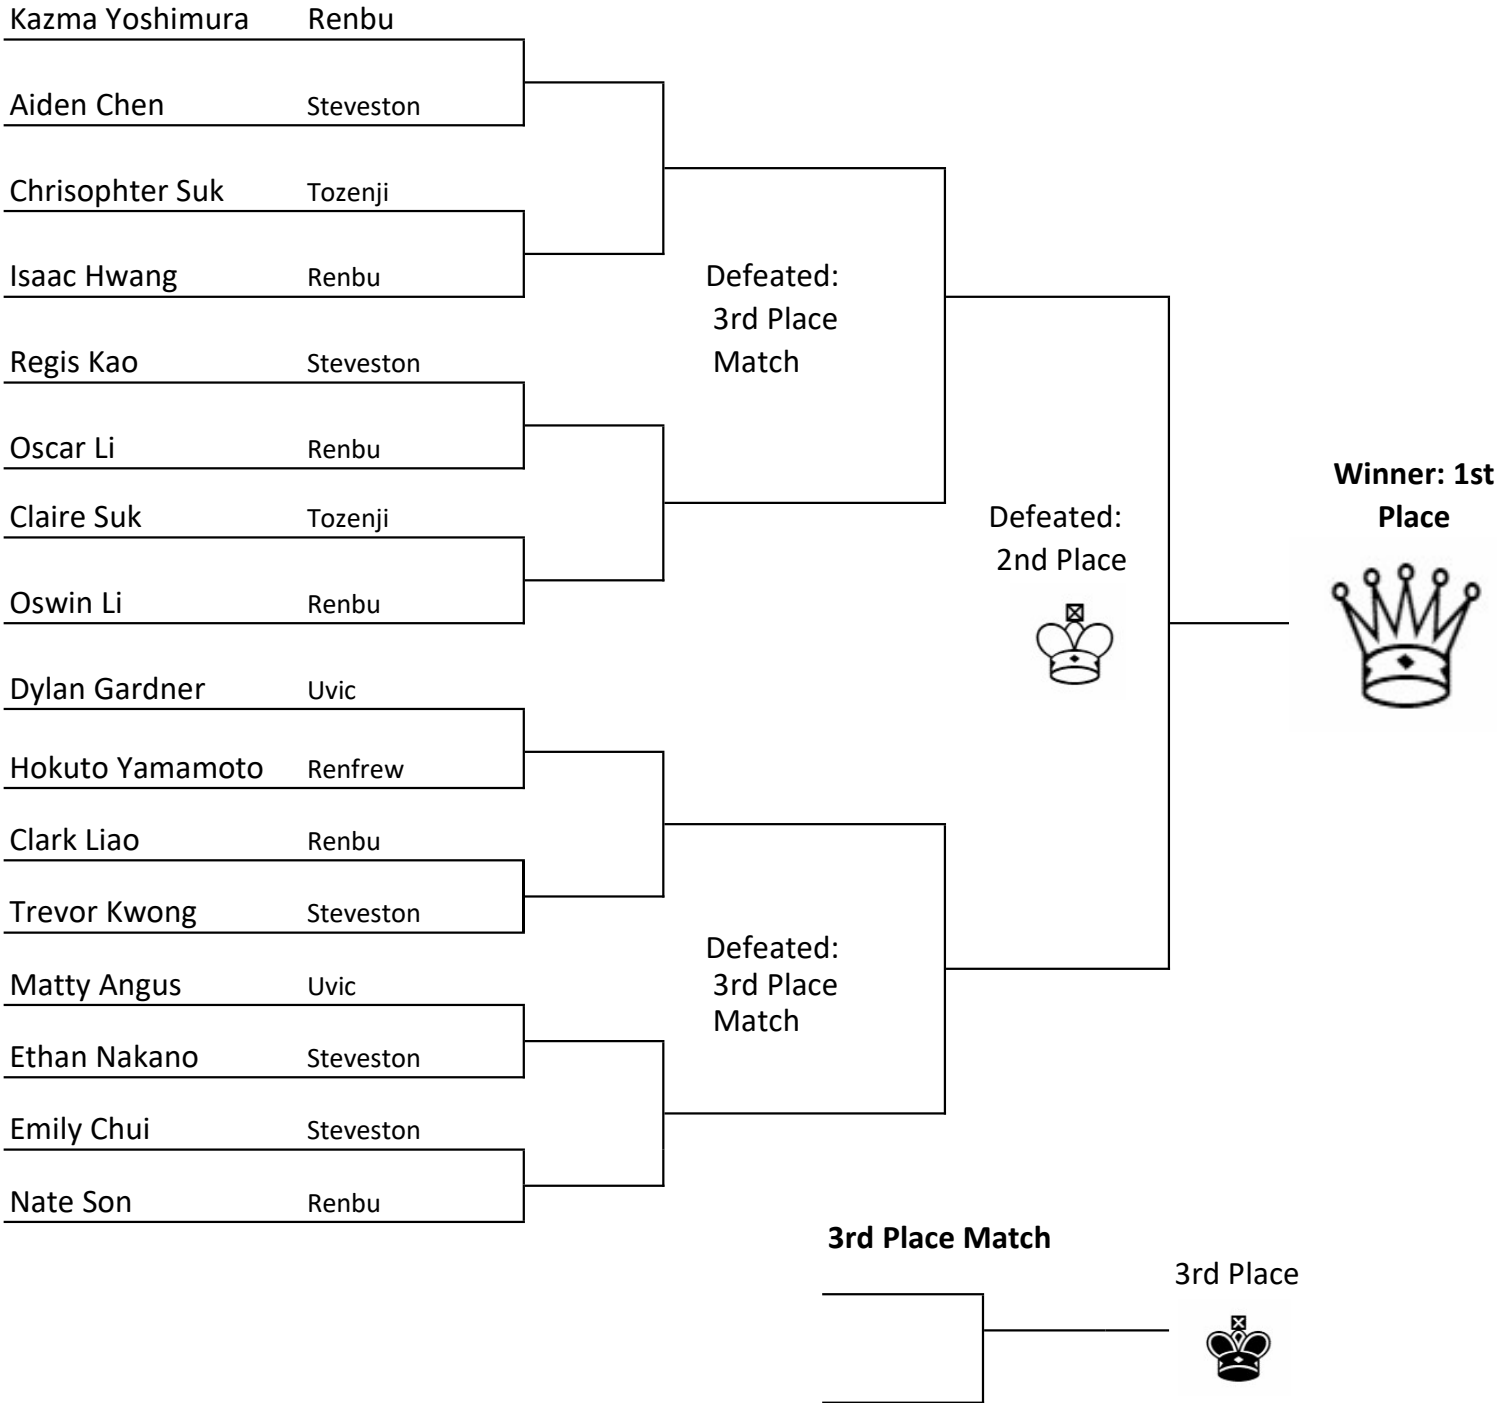 Kazma Yoshimura Renbu
Aiden Chen Steveston
Chrisophter Suk Tozenji
Isaac Hwang Renbu
Defeated:
3rd Place
Match
Regis Kao Steveston
Oscar Li Renbu
Winner: 1st
Place
Claire Suk Tozenji
Defeated:
2nd Place
Oswin Li Renbu
Dylan Gardner Uvic
Hokuto Yamamoto Renfrew
Clark Liao Renbu
Trevor Kwong Steveston
Defeated:
3rd Place
Match
Matty Angus Uvic
Ethan Nakano Steveston
Emily Chui Steveston
Nate Son Renbu
3rd Place Match
3rd Place